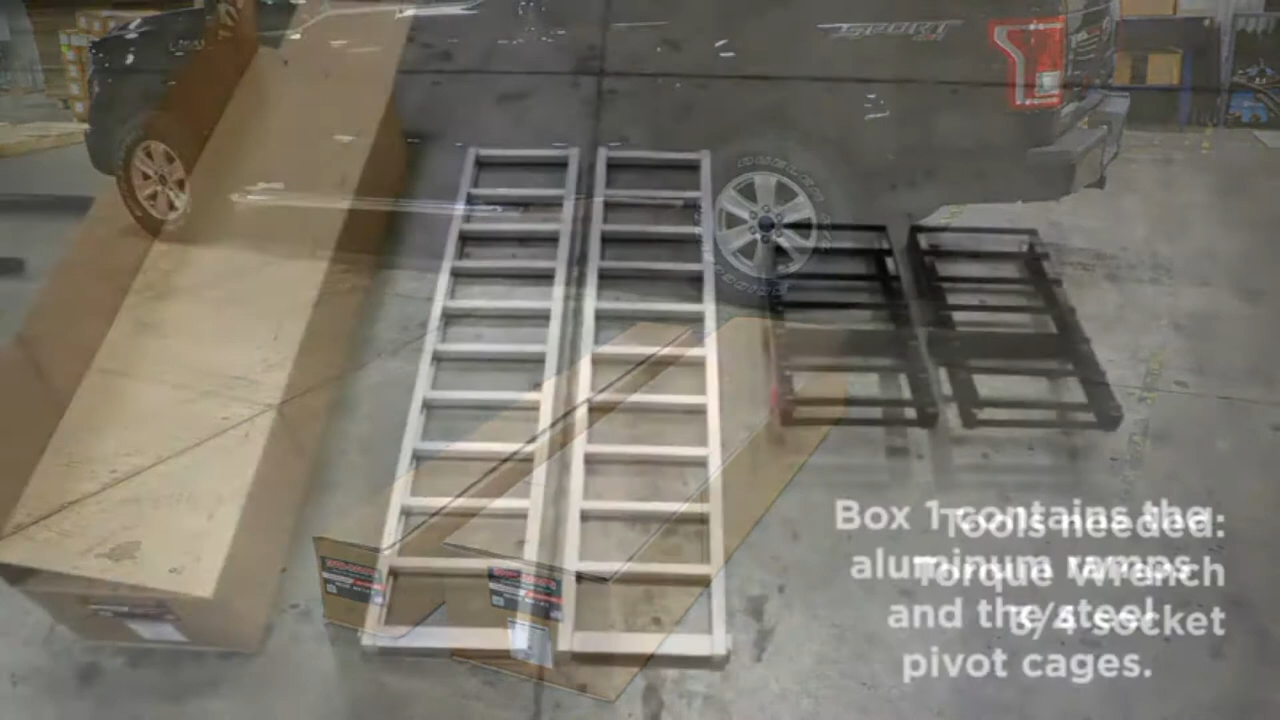 SPORT
Box 1 contains the
aluminum ramps
and the steel
pivot cages.
Tools needed:
Torque Wrench
3/4 socket